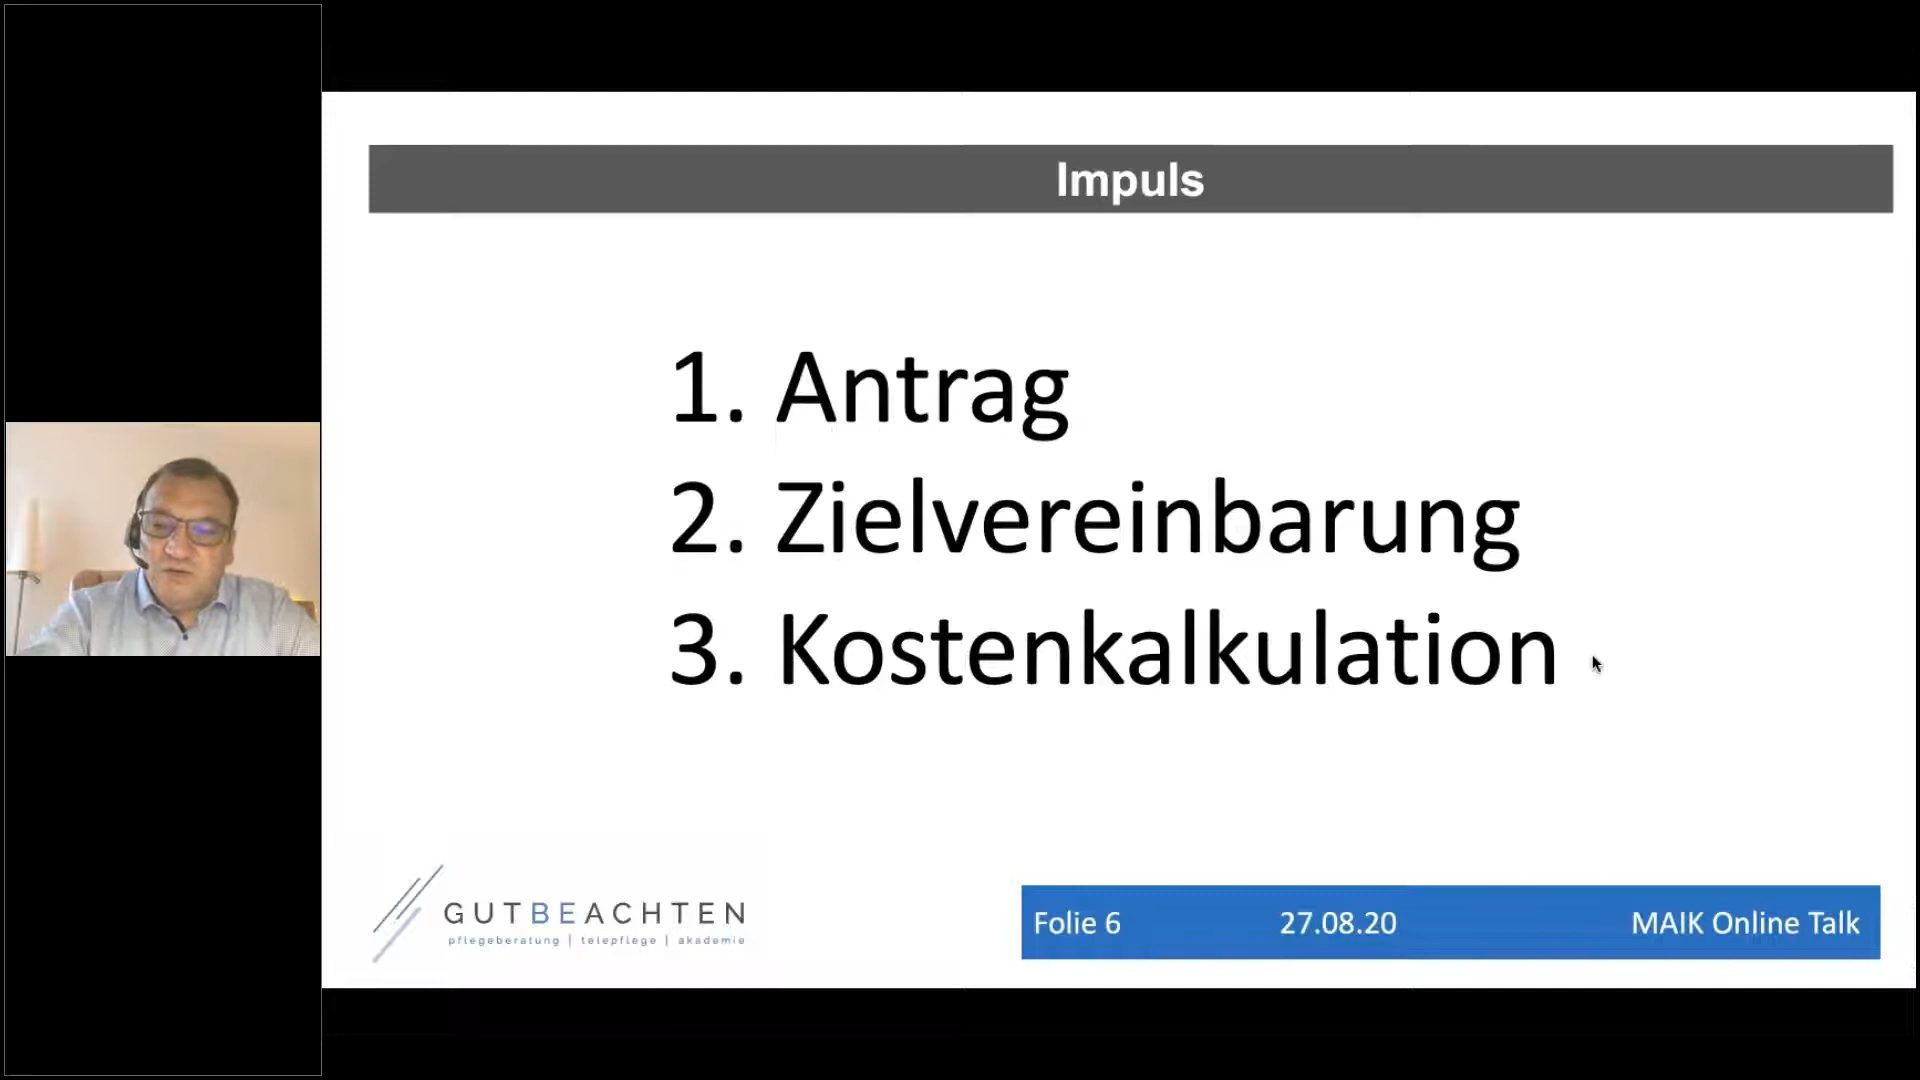 Impuls
1. Antrag
2. Zielvereinbarung
3. Kostenkalkulation
GUTBEACHTEN
pflegeberatung | telepflege | akademie
Folie 6 27.08.20 MAIK Online Talk